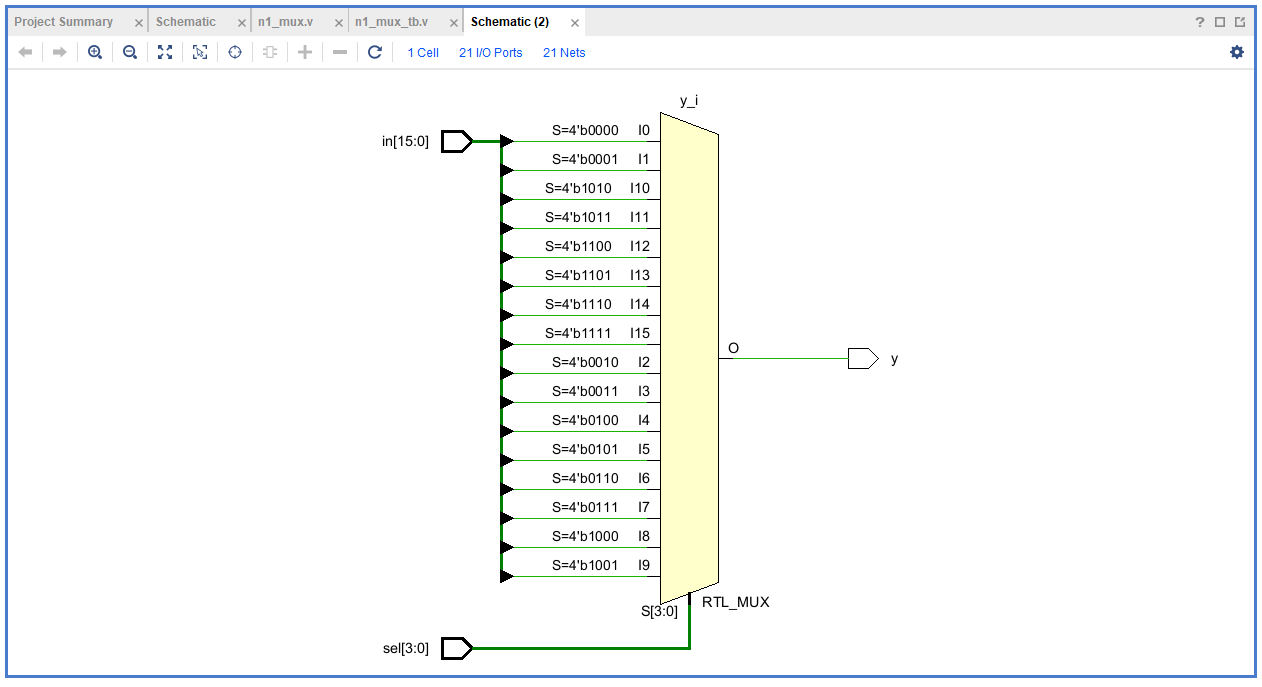 Project Summary × Schematic × n1_mux.v × n1_mux_tb.v × Schematic (2) × ?
1 Cell 21 I/O Ports 21 Nets
y_i
in[15:0] S=4'b0000 I0
S=4'b0001 I1
S=4'b1010 I10
S=4'b1011 I11
S=4'b1100 I12
S=4'b1101 I13
S=4'b1110 I14
S=4'b1111 I15
O
y
S=4'b0010 I2
S=4'b0011 I3
S=4'b0100 I4
S=4'b0101 I5
S=4'b0110 I6
S=4'b0111 I7
S=4'b1000 I8
S=4'b1001 I9
S[3:0] RTL_MUX
sel[3:0]